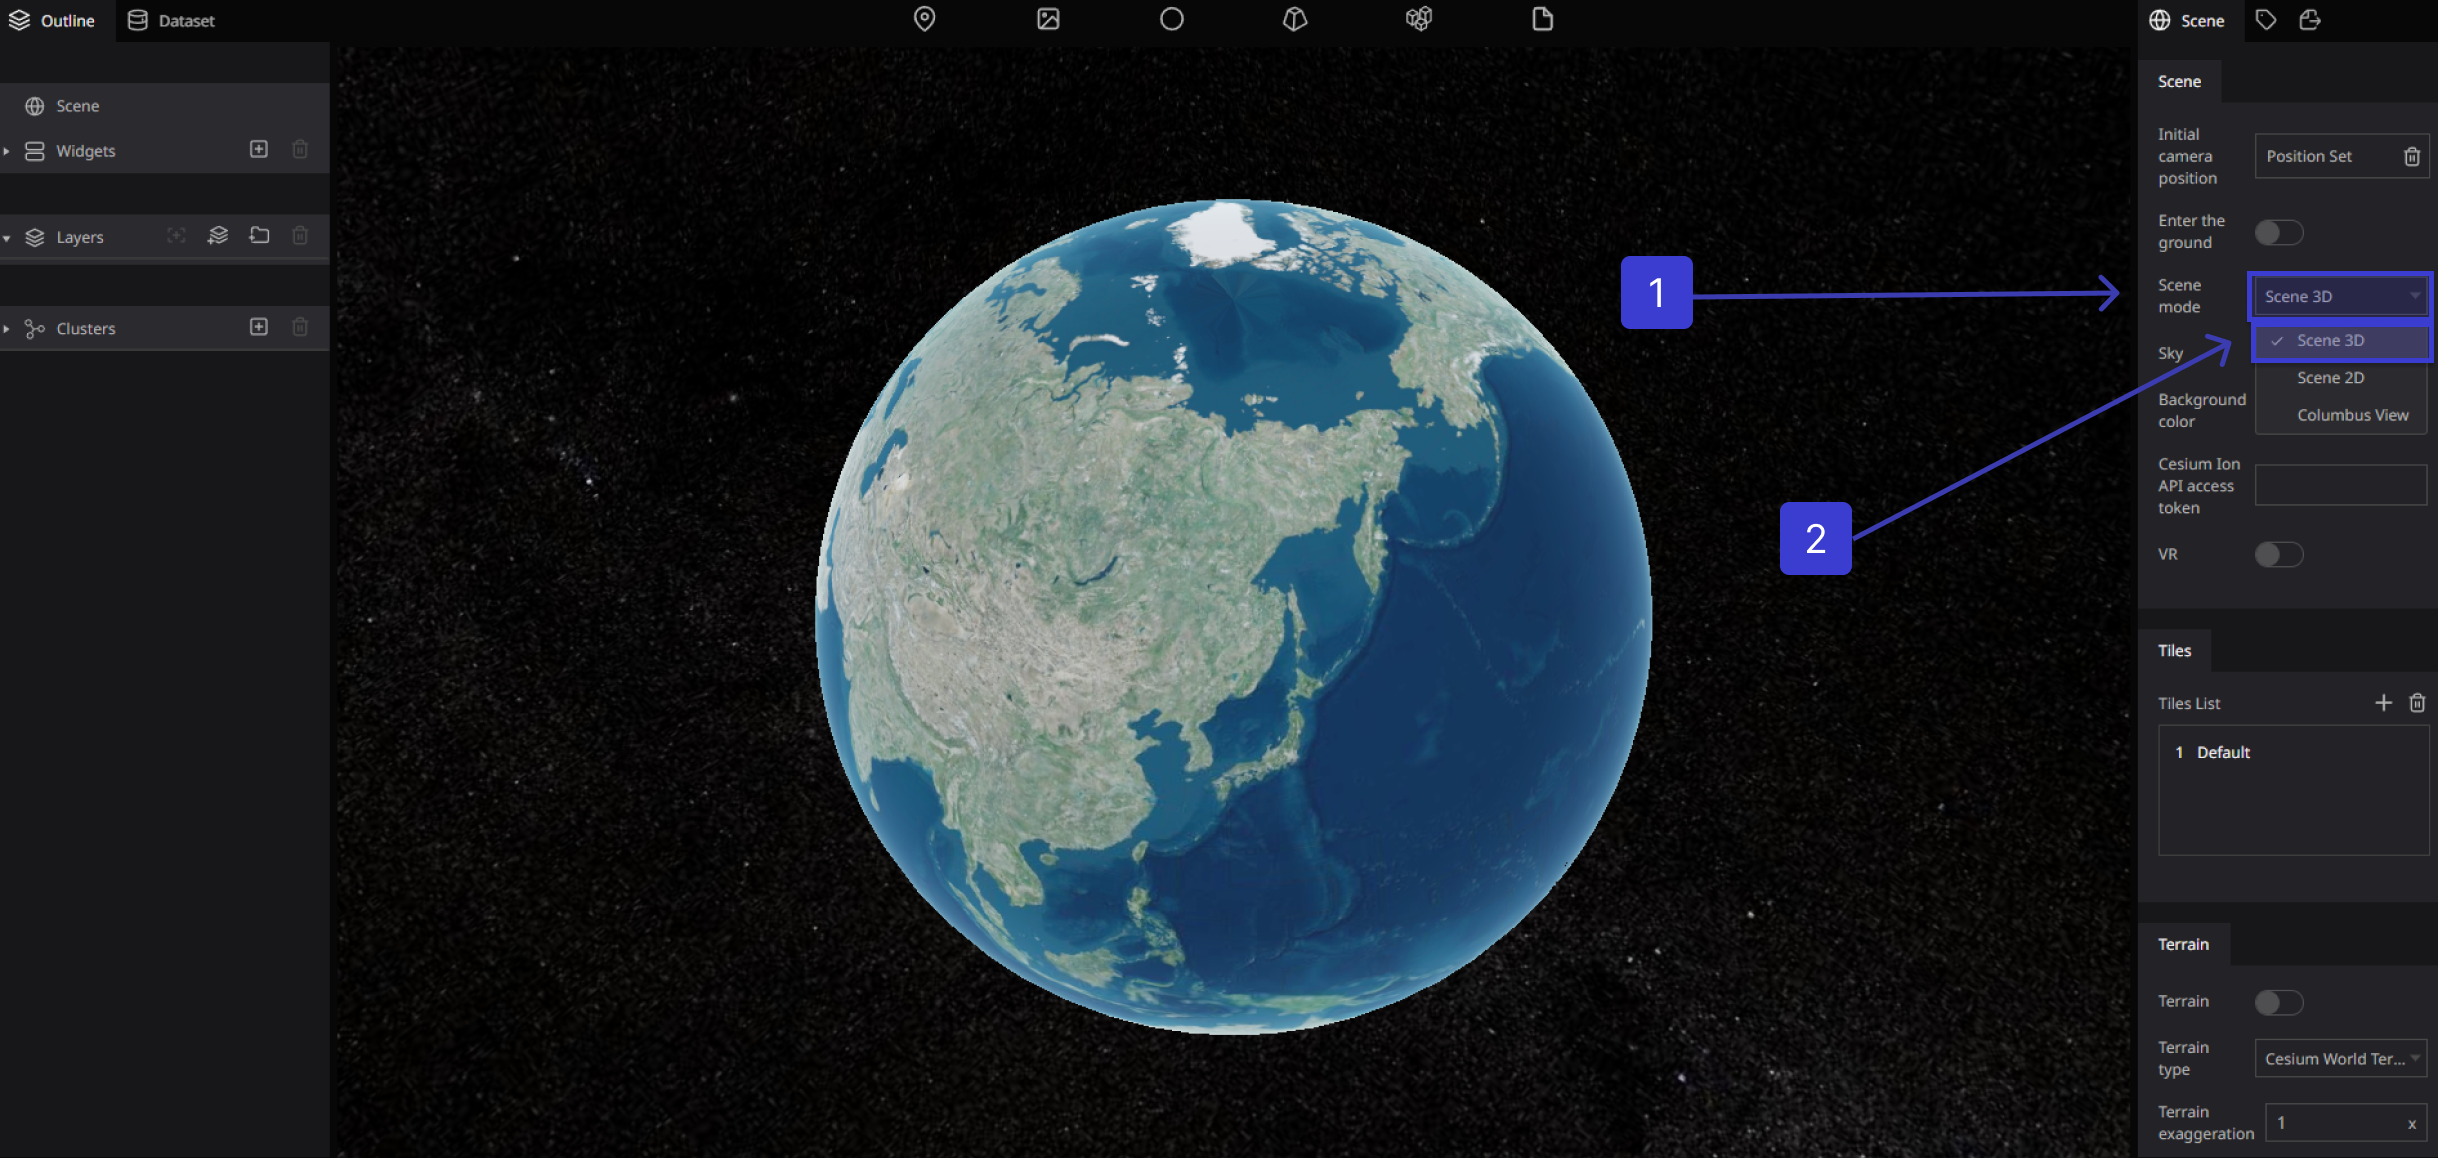 Outline
Dataset
Scene
Scene
Widgets
Layers
Clusters
1
2
Scene
Initial
camera
position
Position Set
Enter the
ground
Scene
mode
Scene 3D
Scene 3D
Scene 2D
Columbus View
Sky
Background
color
Cesium Ion
API access
token
VR
Tiles
Tiles List
1 Default
Terrain
Terrain
Terrain
type
Cesium World Ter...
Terrain
exaggeration
1
x